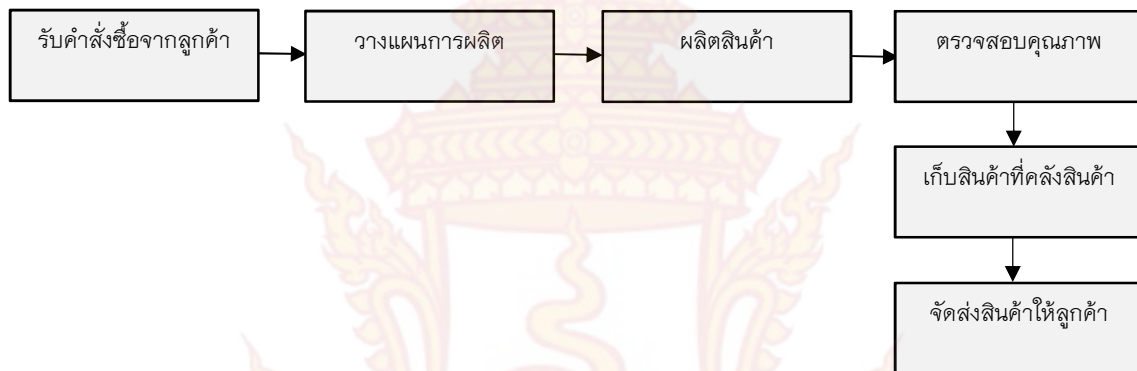 รับคำสั่งซื้อจากลูกค้า
วางแผนการผลิต
ผลิตสินค้า
ตรวจสอบคุณภาพ
เก็บสินค้าที่คลังสินค้า
จัดส่งสินค้าให้ลูกค้า